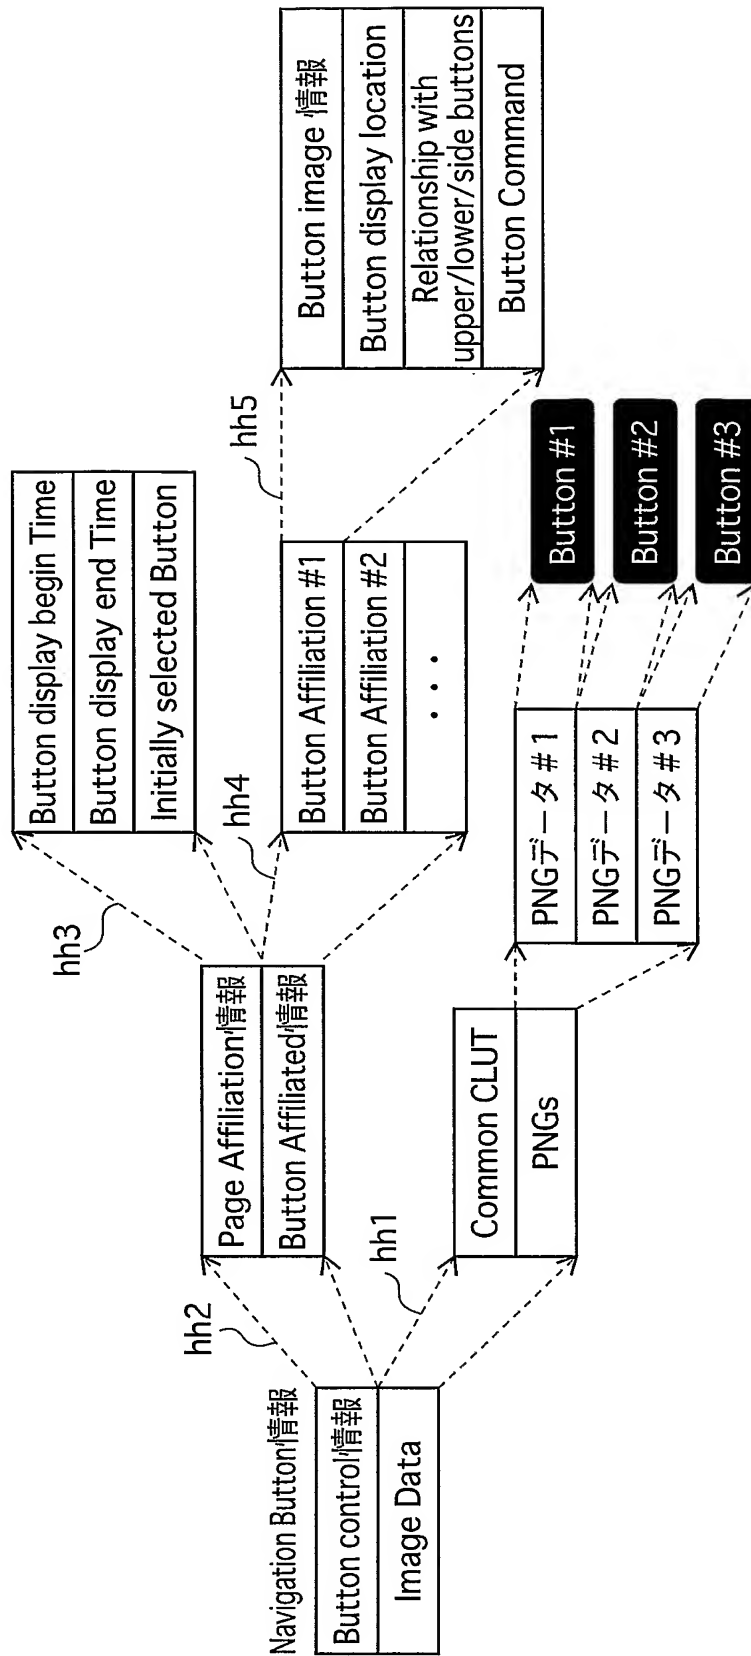 Navigation Button情報
Button control情報
Image Data
hh2
hh1
Page Affiliation情報
Button Affiliated情報
Common CLUT
PNGs
hh3
hh4
Button display begin Time
Button display end Time
Initially selected Button
Button Affiliation #1
Button Affiliation #2
・・・
PNGデータ#1
PNGデータ#2
PNGデータ#3
hh5
Button image 情報
Button display location
Relationship with
upper/lower/side buttons
Button Command
Button #1
Button #2
Button #3